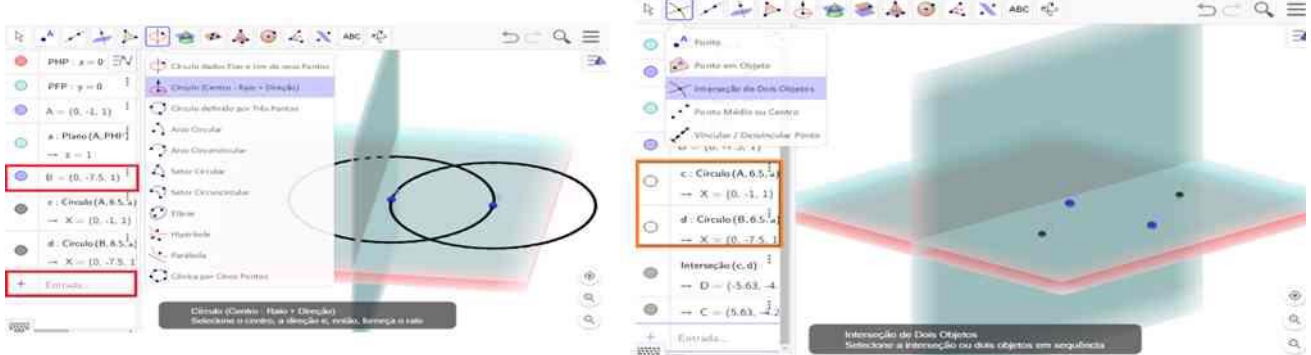 ABC
PHP : z = 0
PFP : y = 0
A = (0, -1, 1)
a : Plano(A, PHP)
→ z = 1
B = (0, -7.5, 1)
c : Círculo(A, 6.5, a)
→ X = (0, -1, 1)
d : Círculo(B, 6.5, a)
→ X = (0, -7.5, 1
+ Entrada...
Círculo dados Eixo e Um de seus Pontos
Círculo (Centro - Raio + Direção)
Círculo definido por Três Pontos
Arco Circular
Arco Circuncircular
Setor Circular
Setor Circuncircular
Elipse
Hipérbole
Parábola
Cônica por Cinco Pontos
Círculo (Centro - Raio + Direção)
Selecione o centro, a direção e, então, forneça o raio
ABC
Ponto
Ponto em Objeto
Interseção de Dois Objetos
Ponto Médio ou Centro
Vincular / Desvincular Ponto
c : Círculo(A, 6.5, a)
→ X = (0, -1, 1)
d : Círculo(B, 6.5, a)
→ X = (0, -7.5, 1
Interseção(c, d)
→ D = (-5.63, -4.
→ C = (5.63, -4.2
+ Entrada...
Interseção de Dois Objetos
Selecione a interseção ou dois objetos em sequência